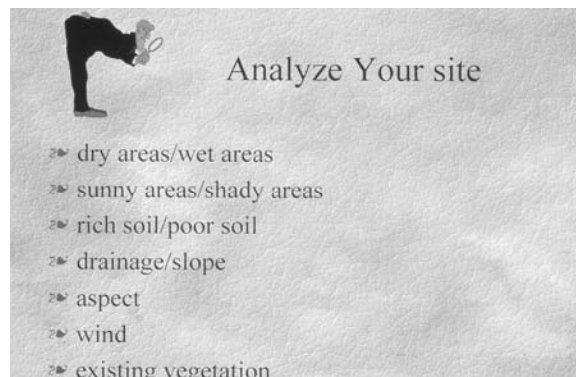 Analyze Your site
dry areas/wet areas
sunny areas/shady areas
rich soil/poor soil
drainage/slope
aspect
wind
existing vegetation